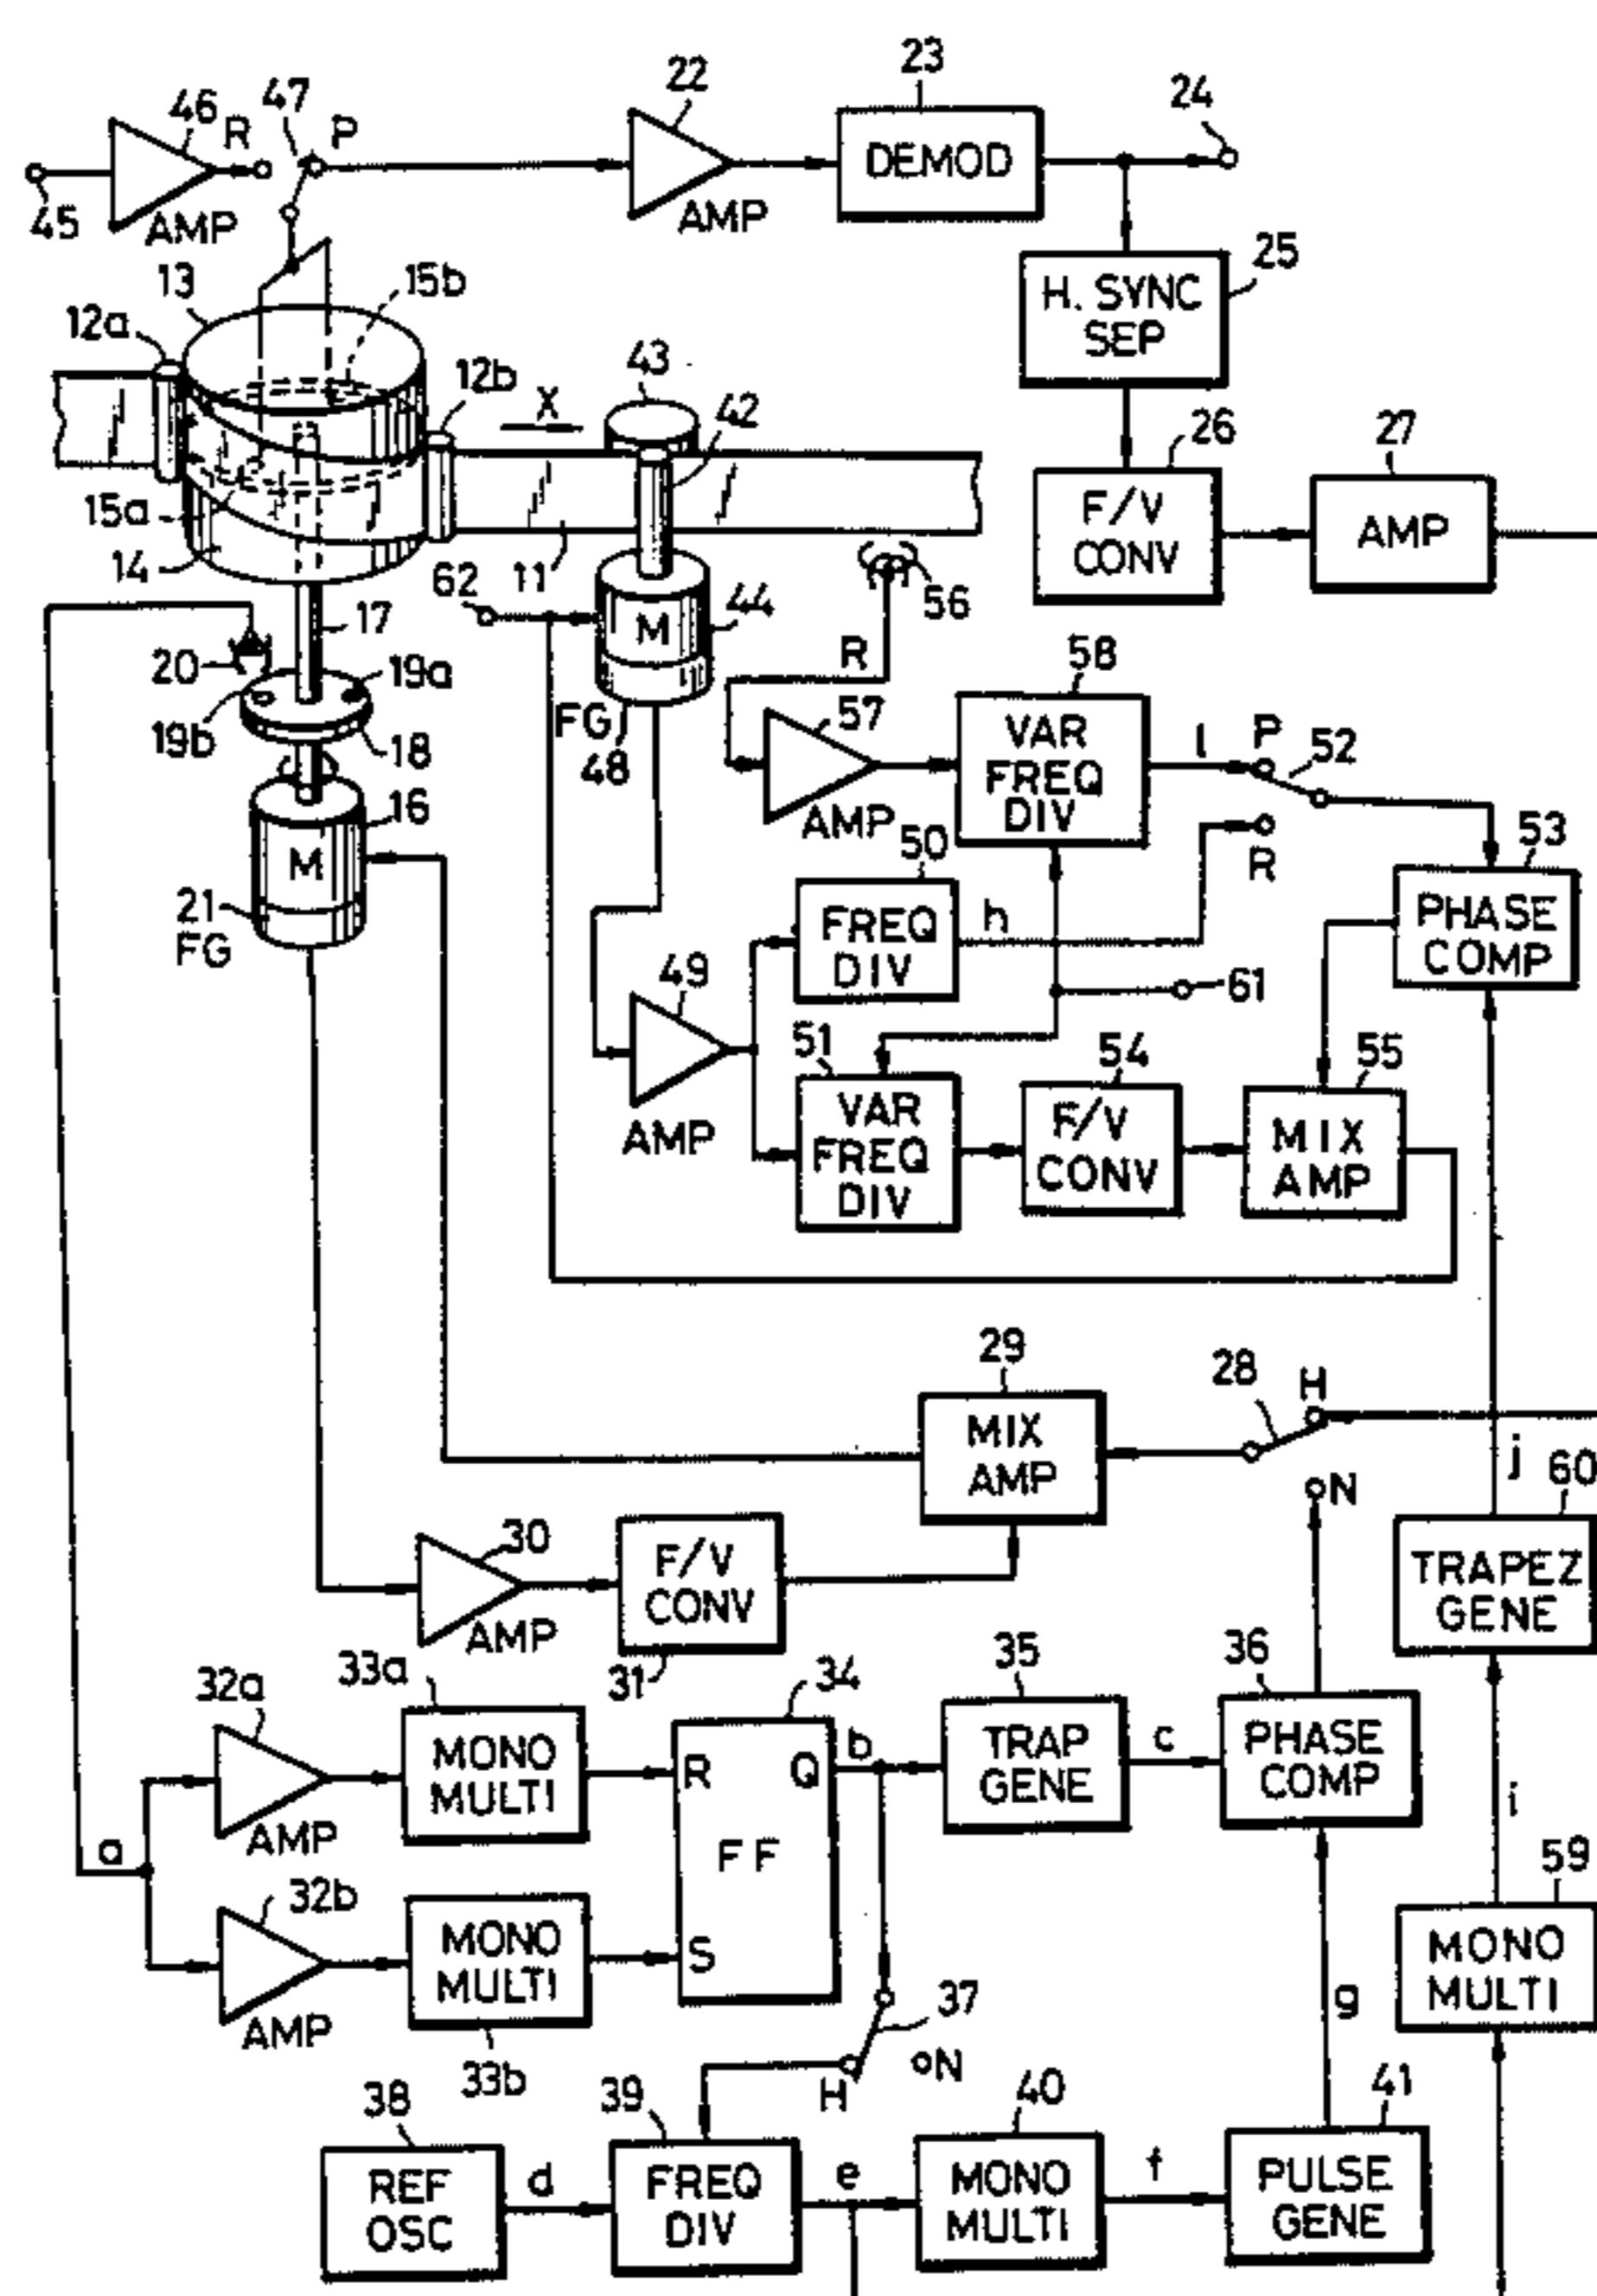 23
22
24
47
46
R
P
DEMOD
45
AMP
AMP
25
H. SYNC
SEP
13
15b
12a
12b
X
43
42
26
27
F/V
CONV
AMP
15a
14
62
11
56
17
M
44
20
19a
R
58
19b
18
FG
48
57
VAR
FREQ
DIV
l
P
52
16
AMP
R
53
M
21
FG
50
FREQ
DIV
h
PHASE
COMP
49
61
51
54
55
VAR
FREQ
DIV
F/V
CONV
MIX
AMP
AMP
29
28
H
MIX
AMP
j
60
N
30
F/V
CONV
TRAPEZ
GENE
AMP
31
33a
34
35
36
32a
MONO
MULTI
R
Q
b
TRAP
GENE
c
PHASE
COMP
i
AMP
a
FF
59
32b
MONO
MULTI
S
MONO
MULTI
g
AMP
37
33b
H
N
38
39
40
41
REF
OSC
d
FREQ
DIV
e
MONO
MULTI
f
PULSE
GENE